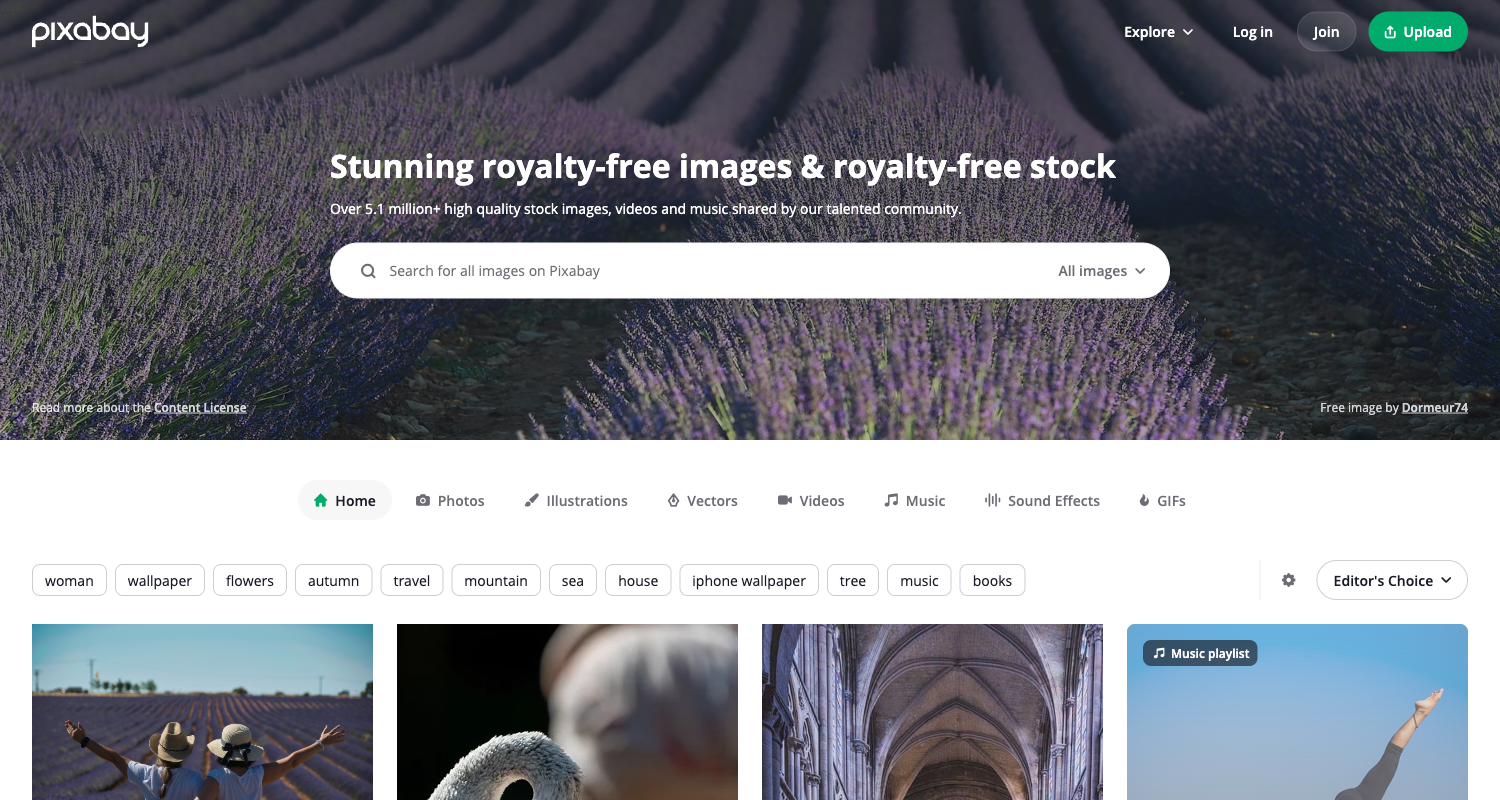 pixabay
Explore
Log in
Join
Upload
Stunning royalty-free images & royalty-free stock
Over 5.1 million+ high quality stock images, videos and music shared by our talented community.
Search for all images on Pixabay
All images
Read more about the Content License
Free image by Dormeur74
Home
Photos
Illustrations
Vectors
Videos
Music
Sound Effects
GIFs
woman
wallpaper
flowers
autumn
travel
mountain
sea
house
iphone wallpaper
tree
music
books
Editor's Choice
Music playlist